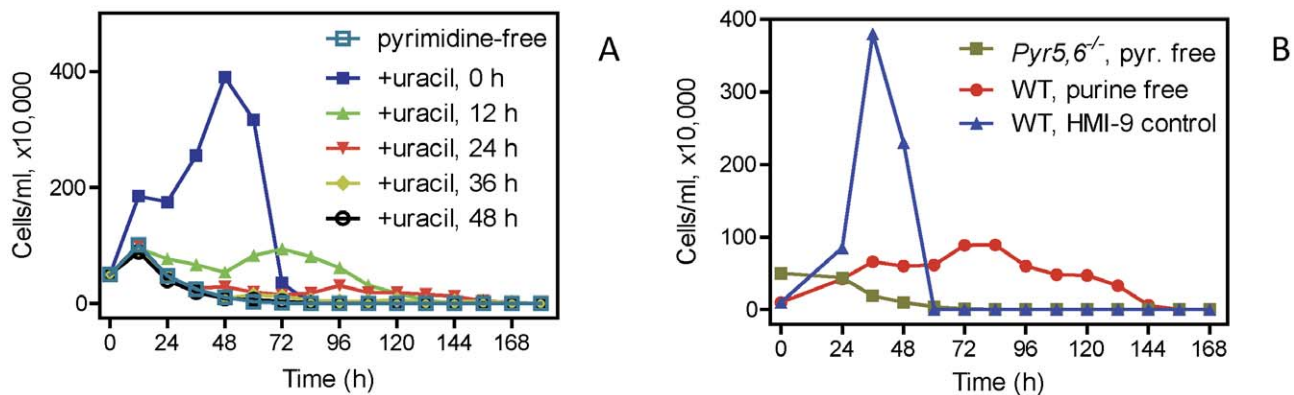 A
Cells/ml, x10,000
400
200
0
0 24 48 72 96 120 144 168
Time (h)
pyrimidine-free
+uracil, 0 h
+uracil, 12 h
+uracil, 24 h
+uracil, 36 h
+uracil, 48 h
B
Cells/ml, x10,000
400
300
200
100
0
0 24 48 72 96 120 144 168
Time (h)
Pyr5,6⁻/⁻, pyr. free
WT, purine free
WT, HMI-9 control